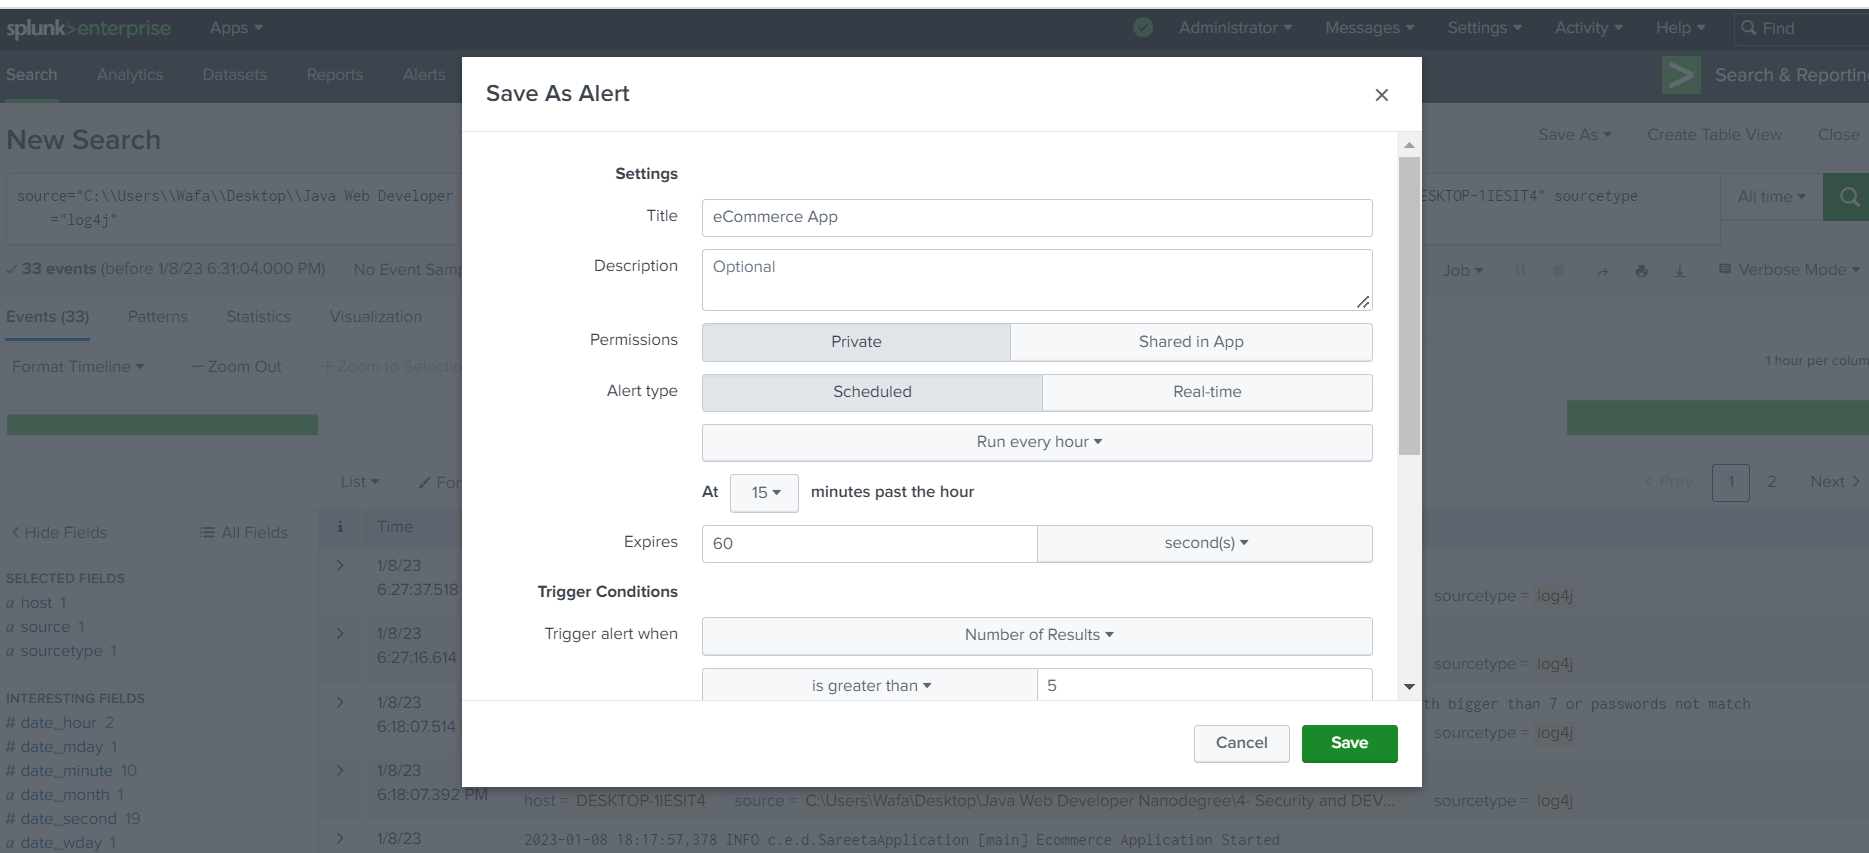 splunk>enterprise Apps Administrator Messages Settings Activity Help Find
Search Analytics Datasets Reports Alerts Search & Reportin
New Search Save As Create Table View Close
source="C:\\Users\\Wafa\\Desktop\\Java Web Developer ESKTOP-1IESIT4" sourcetype All time
="log4j"
33 events (before 1/8/23 6:31:04.000 PM) No Event Samp Job Verbose Mode
Events (33) Patterns Statistics Visualization
Format Timeline — Zoom Out + Zoom to Selectio 1 hour per colum
List For < Prev 1 2 Next >
< Hide Fields All Fields i Time
SELECTED FIELDS
a host 1
a source 1
a sourcetype 1
INTERESTING FIELDS
# date_hour 2
# date_mday 1
# date_minute 10
a date_month 1
# date_second 19
a date_wday 1
> 1/8/23
6:27:37.518
sourcetype = log4j
> 1/8/23
6:27:16.614
sourcetype = log4j
> 1/8/23
6:18:07.514
th bigger than 7 or passwords not match
sourcetype = log4j
> 1/8/23
6:18:07.392 PM
host = DESKTOP-1IESIT4 source = C:\Users\Wafa\Desktop\Java Web Developer Nanodegree\4- Security and DEV... sourcetype = log4j
> 1/8/23 2023-01-08 18:17:57,378 INFO c.e.d.SareetaApplication [main] Ecommerce Application Started
Save As Alert
Settings
Title eCommerce App
Description Optional
Permissions Private Shared in App
Alert type Scheduled Real-time
Run every hour
At 15 minutes past the hour
Expires 60 second(s)
Trigger Conditions
Trigger alert when Number of Results
is greater than 5
Cancel Save